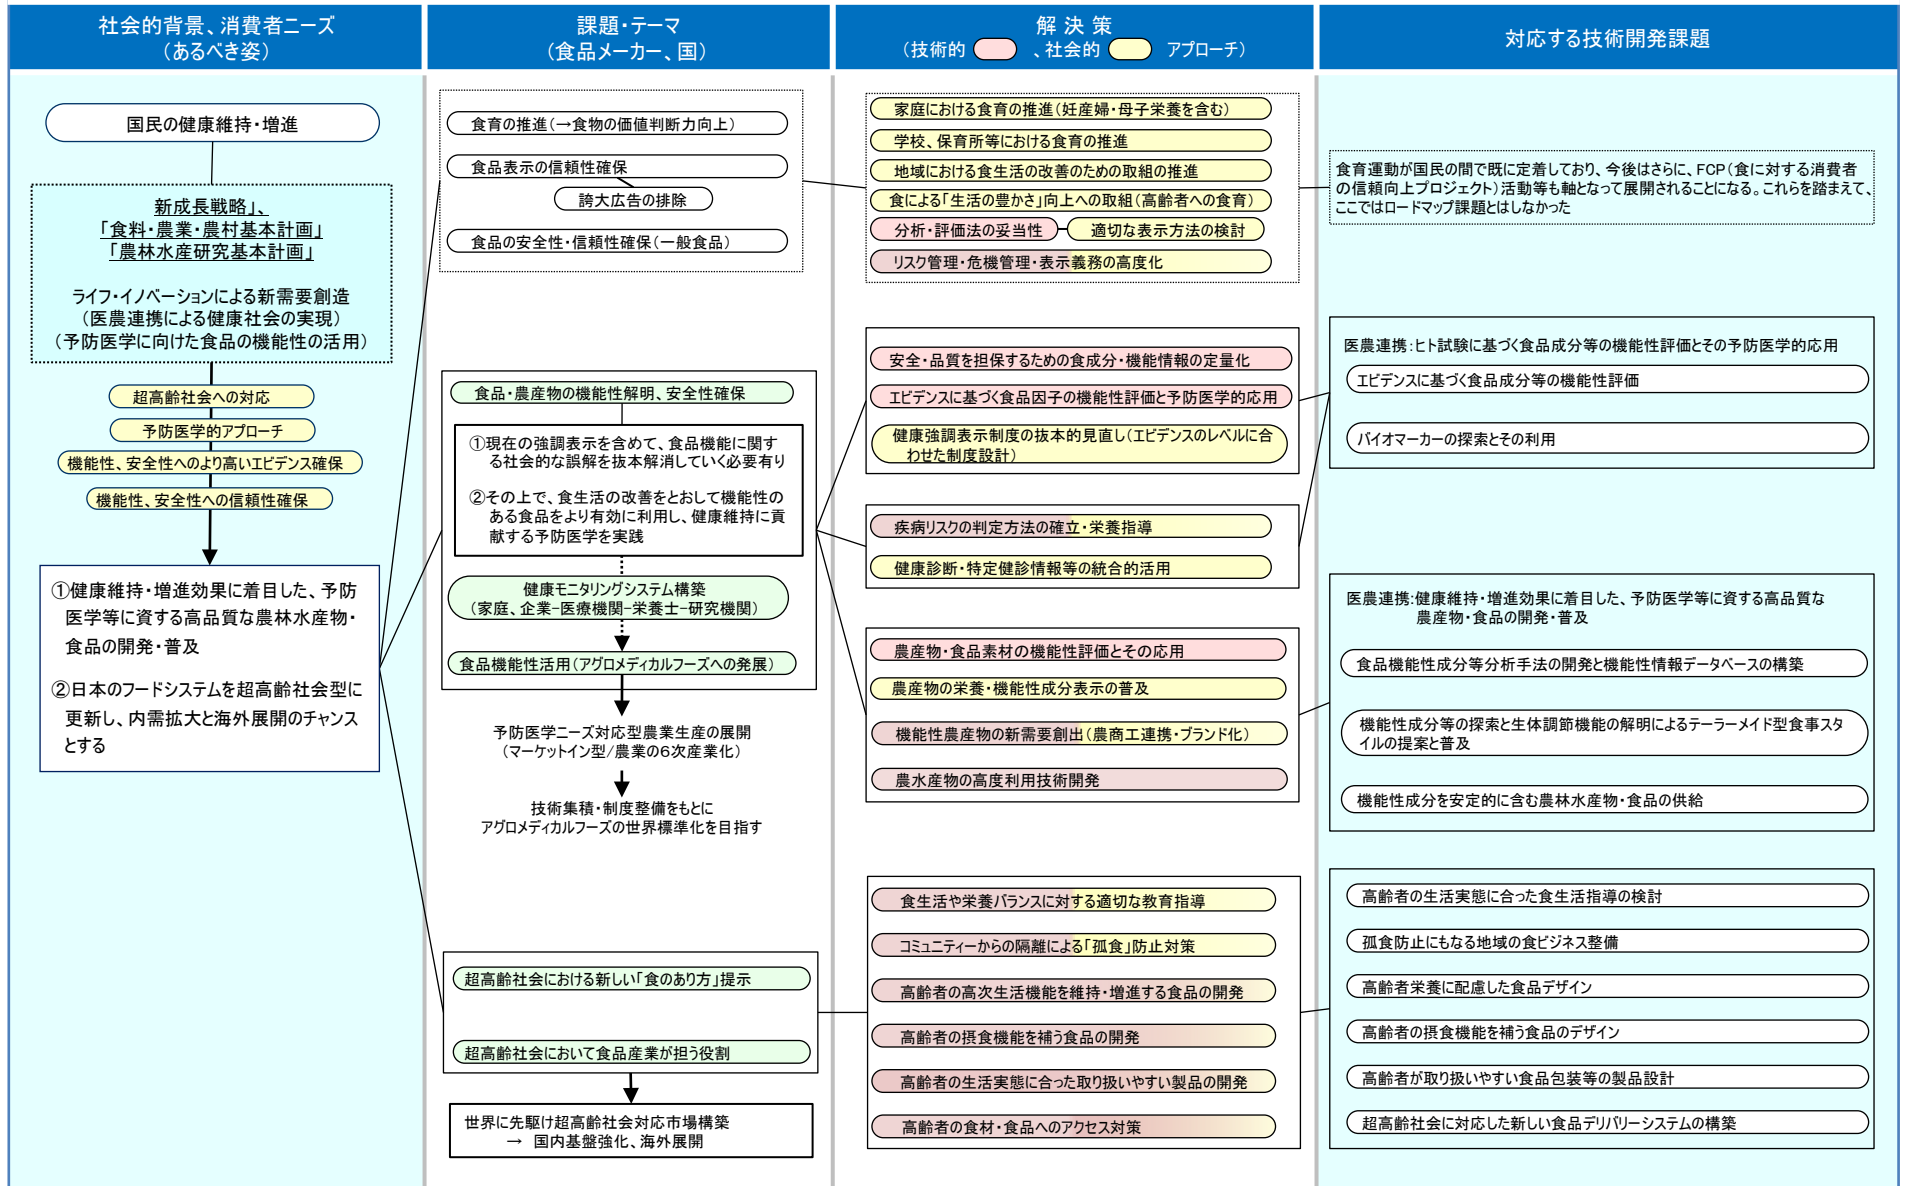 社会的背景、消費者ニーズ
(あるべき姿)
課題・テーマ
(食品メーカー、国)
解 決 策
(技術的 、社会的 アプローチ)
対応する技術開発課題
国民の健康維持・増進
新成長戦略」、
「食料・農業・農村基本計画」
「農林水産研究基本計画」
ライフ・イノベーションによる新需要創造
(医農連携による健康社会の実現)
(予防医学に向けた食品の機能性の活用)
超高齢社会への対応
予防医学的アプローチ
機能性、安全性へのより高いエビデンス確保
機能性、安全性への信頼性確保
①健康維持・増進効果に着目した、予防
医学等に資する高品質な農林水産物・
食品の開発・普及
②日本のフードシステムを超高齢社会型に
更新し、内需拡大と海外展開のチャンス
とする
食育の推進(→食物の価値判断力向上)
食品表示の信頼性確保
誇大広告の排除
食品の安全性・信頼性確保(一般食品)
食品・農産物の機能性解明、安全性確保
①現在の強調表示を含めて、食品機能に関す
る社会的な誤解を抜本解消していく必要有り
②その上で、食生活の改善をとおして機能性の
ある食品をより有効に利用し、健康維持に貢
献する予防医学を実践
健康モニタリングシステム構築
(家庭、企業-医療機関-栄養士-研究機関)
食品機能性活用(アグロメディカルフーズへの発展)
予防医学ニーズ対応型農業生産の展開
(マーケットイン型/農業の6次産業化)
技術集積・制度整備をもとに
アグロメディカルフーズの世界標準化を目指す
超高齢社会における新しい「食のあり方」提示
超高齢社会において食品産業が担う役割
世界に先駆け超高齢社会対応市場構築
→ 国内基盤強化、海外展開
家庭における食育の推進(妊産婦・母子栄養を含む)
学校、保育所等における食育の推進
地域における食生活の改善のための取組の推進
食による「生活の豊かさ」向上への取組(高齢者への食育)
分析・評価法の妥当性
適切な表示方法の検討
リスク管理・危機管理・表示義務の高度化
安全・品質を担保するための食成分・機能情報の定量化
エビデンスに基づく食品因子の機能性評価と予防医学的応用
健康強調表示制度の抜本的見直し(エビデンスのレベルに合
わせた制度設計)
疾病リスクの判定方法の確立・栄養指導
健康診断・特定健診情報等の統合的活用
農産物・食品素材の機能性評価とその応用
農産物の栄養・機能性成分表示の普及
機能性農産物の新需要創出(農商工連携・ブランド化)
農水産物の高度利用技術開発
食生活や栄養バランスに対する適切な教育指導
コミュニティーからの隔離による「孤食」防止対策
高齢者の高次生活機能を維持・増進する食品の開発
高齢者の摂食機能を補う食品の開発
高齢者の生活実態に合った取り扱いやすい製品の開発
高齢者の食材・食品へのアクセス対策
食育運動が国民の間で既に定着しており、今後はさらに、FCP(食に対する消費者
の信頼向上プロジェクト)活動等も軸となって展開されることになる。これらを踏まえて、
ここではロードマップ課題とはしなかった
医農連携:ヒト試験に基づく食品成分等の機能性評価とその予防医学的応用
エビデンスに基づく食品成分等の機能性評価
バイオマーカーの探索とその利用
医農連携:健康維持・増進効果に着目した、予防医学等に資する高品質な
農産物・食品の開発・普及
食品機能性成分等分析手法の開発と機能性情報データベースの構築
機能性成分等の探索と生体調節機能の解明によるテーラーメイド型食事スタ
イルの提案と普及
機能性成分を安定的に含む農林水産物・食品の供給
高齢者の生活実態に合った食生活指導の検討
孤食防止にもなる地域の食ビジネス整備
高齢者栄養に配慮した食品デザイン
高齢者の摂食機能を補う食品のデザイン
高齢者が取り扱いやすい食品包装等の製品設計
超高齢社会に対応した新しい食品デリバリーシステムの構築